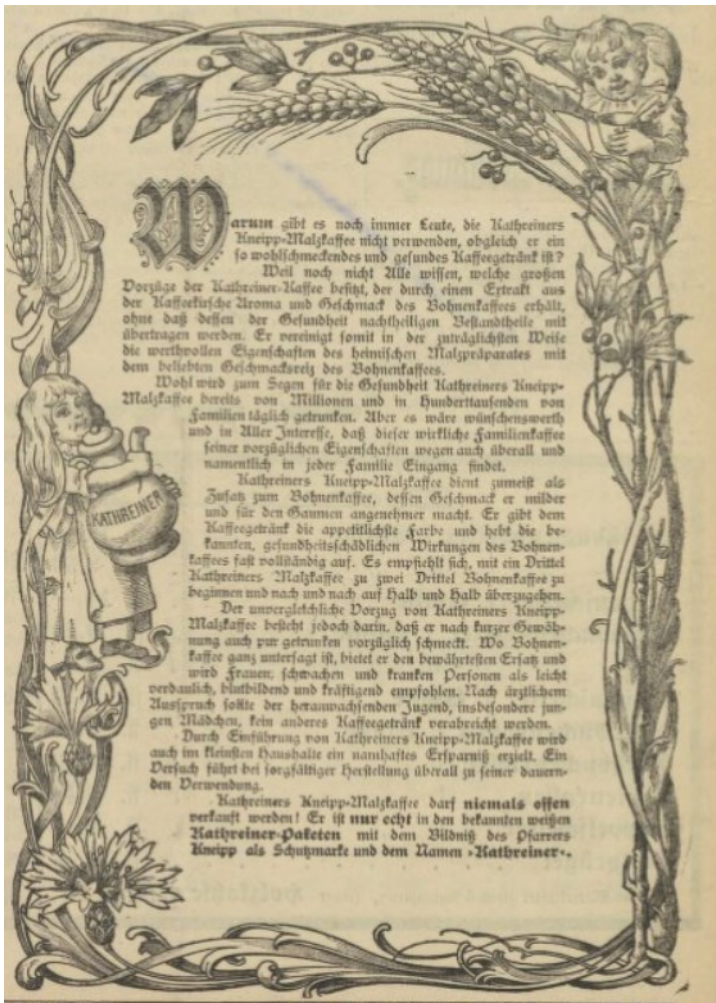 Warum gibt es noch immer Leute, die Kathreiners
Kneipp-Malzkaffee nicht verwenden, obgleich er ein
so wohlschmeckendes und gesundes Kaffeegetränk ist?
Weil noch nicht Alle wissen, welche großen
Vorzüge der Kathreiner-Kaffee besitzt, der durch einen Extrakt aus
der Kaffeekirsche Aroma und Geschmack des Bohnenkaffees erhält,
ohne daß dessen der Gesundheit nachtheiligen Bestandtheile mit
übertragen werden. Er vereinigt somit in der zuträglichsten Weise
die werthvollen Eigenschaften des heimischen Malzpräparates mit
dem beliebten Geschmacksreiz des Bohnenkaffees.
Wohl wird zum Segen für die Gesundheit Kathreiners Kneipp-
Malzkaffee bereits von Millionen und in Hunderttausenden von
Familien täglich getrunken. Aber es wäre wünschenswerth
und in Aller Interesse, daß dieser wirkliche Familienkaffee
seiner vorzüglichen Eigenschaften wegen auch überall und
namentlich in jeder Familie Eingang findet.
Kathreiners Kneipp-Malzkaffee dient zumeist als
Zusatz zum Bohnenkaffee, dessen Geschmack er milder
und für den Gaumen angenehmer macht. Er gibt dem
Kaffeegetränk die appetitlichste Farbe und hebt die be-
kannten, gesundheitsschädlichen Wirkungen des Bohnen-
kaffees fast vollständig auf. Es empfiehlt sich, mit ein Drittel
Kathreiners Malzkaffee zu zwei Drittel Bohnenkaffee zu
beginnen und nach und nach auf Halb und Halb überzugehen.
Der unvergleichliche Vorzug von Kathreiners Kneipp-
Malzkaffee besteht jedoch darin, daß er nach kurzer Gewöh-
nung auch pur getrunken vorzüglich schmeckt. Wo Bohnen-
kaffee ganz untersagt ist, bietet er den bewährtesten Ersatz und
wird Frauen, schwachen und kranken Personen als leicht
verdaulich, blutbildend und kräftigend empfohlen. Nach ärztlichem
Ausspruch sollte der heranwachsenden Jugend, insbesondere jun-
gen Mädchen, kein anderes Kaffeegetränk verabreicht werden.
Durch Einführung von Kathreiners Kneipp-Malzkaffee wird
auch im kleinsten Haushalte ein namhaftes Ersparniß erzielt. Ein
Versuch führt bei sorgfältiger Herstellung überall zu seiner dauern-
den Verwendung.
Kathreiners Kneipp-Malzkaffee darf niemals offen
verkauft werden! Er ist nur echt in den bekannten weißen
Kathreiner-Paketen mit dem Bildniß des Pfarrers
Kneipp als Schutzmarke und dem Namen »Kathreiner«.
KATHREINER